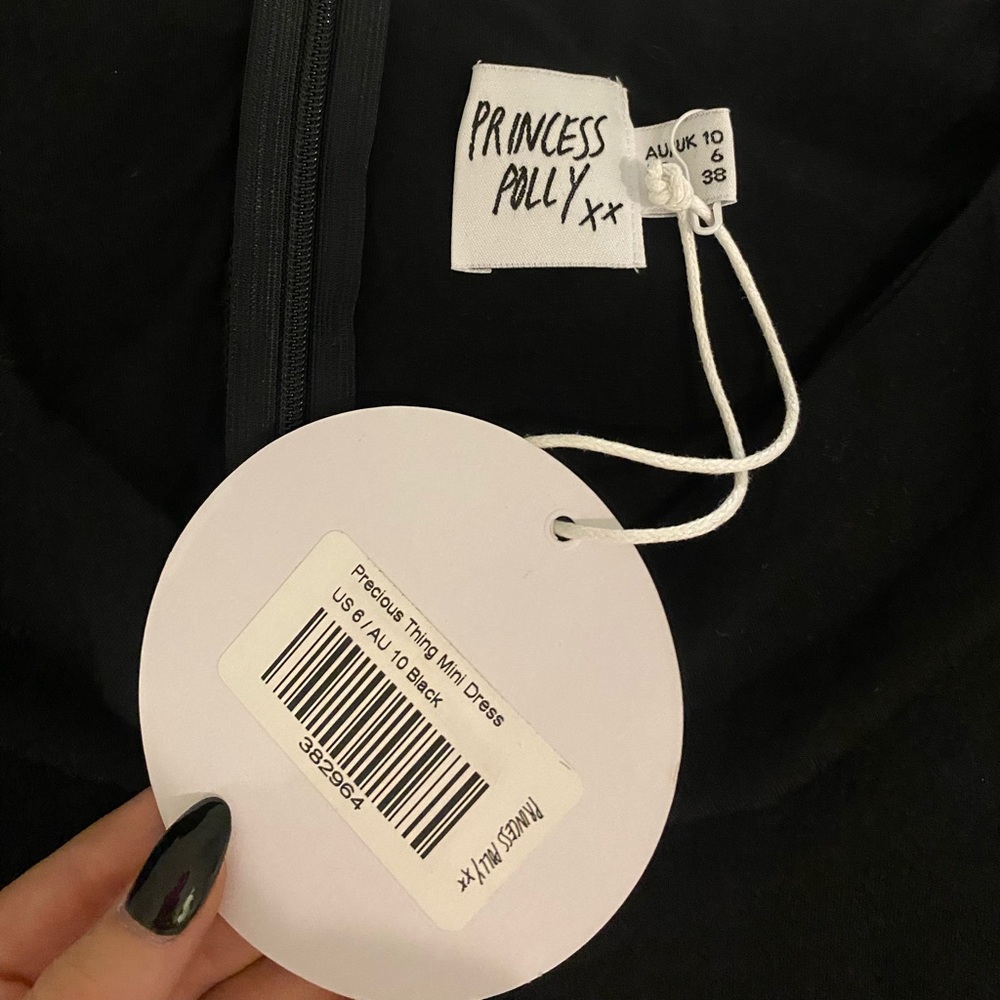 PRINCESS
POLLY xx
AU/UK 10
6
38
Precious Thing Mini Dress
US 6 / AU 10 Black
382964
PRINCESS POLLY xx